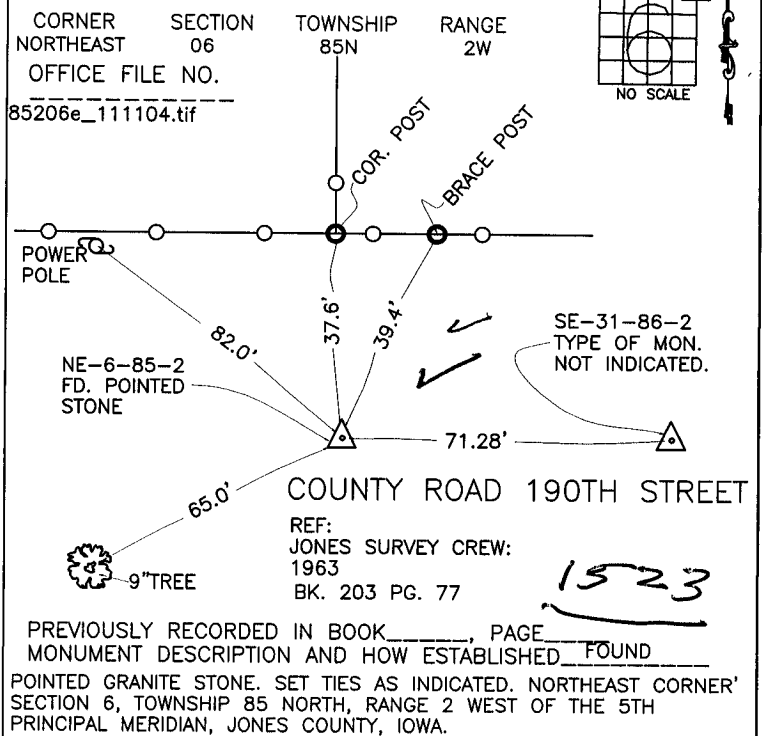 CORNER SECTION TOWNSHIP RANGE
NORTHEAST 06 85N 2W
OFFICE FILE NO.
85206e_111104.tif
6
NO SCALE
COR. POST
BRACE POST
POWER
POLE
82.0'
37.6'
39.4'
NE-6-85-2
FD. POINTED
STONE
SE-31-86-2
TYPE OF MON.
NOT INDICATED.
71.28'
65.0'
COUNTY ROAD 190TH STREET
REF:
JONES SURVEY CREW:
1963
BK. 203 PG. 77
1523
9"TREE
PREVIOUSLY RECORDED IN BOOK______, PAGE_____
MONUMENT DESCRIPTION AND HOW ESTABLISHED__FOUND
POINTED GRANITE STONE. SET TIES AS INDICATED. NORTHEAST CORNER'
SECTION 6, TOWNSHIP 85 NORTH, RANGE 2 WEST OF THE 5TH
PRINCIPAL MERIDIAN, JONES COUNTY, IOWA.